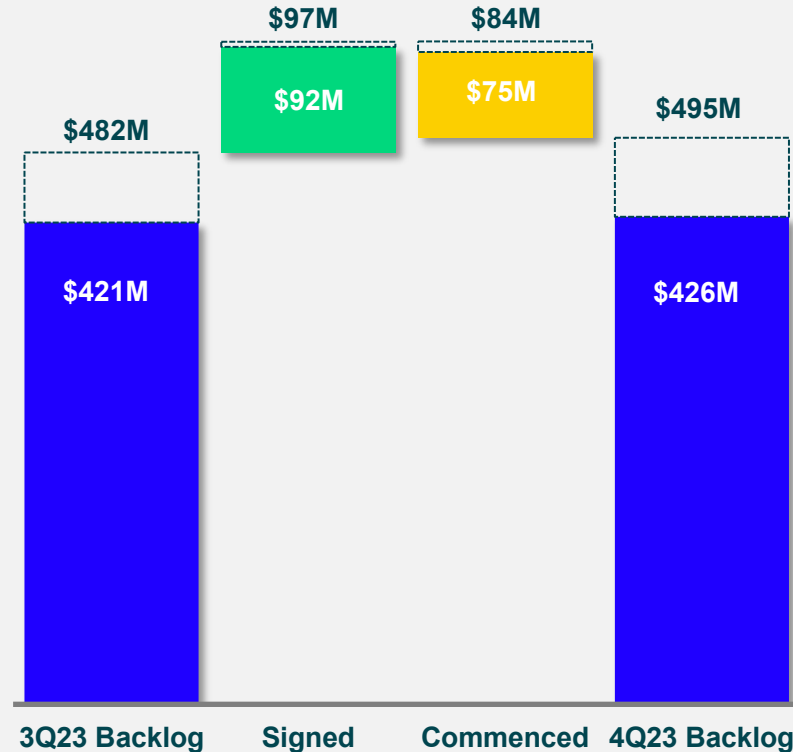 $97M
$84M
$92M
$75M
$495M
$482M
$421M
$426M
3Q23 Backlog
Signed
Commenced
4Q23 Backlog